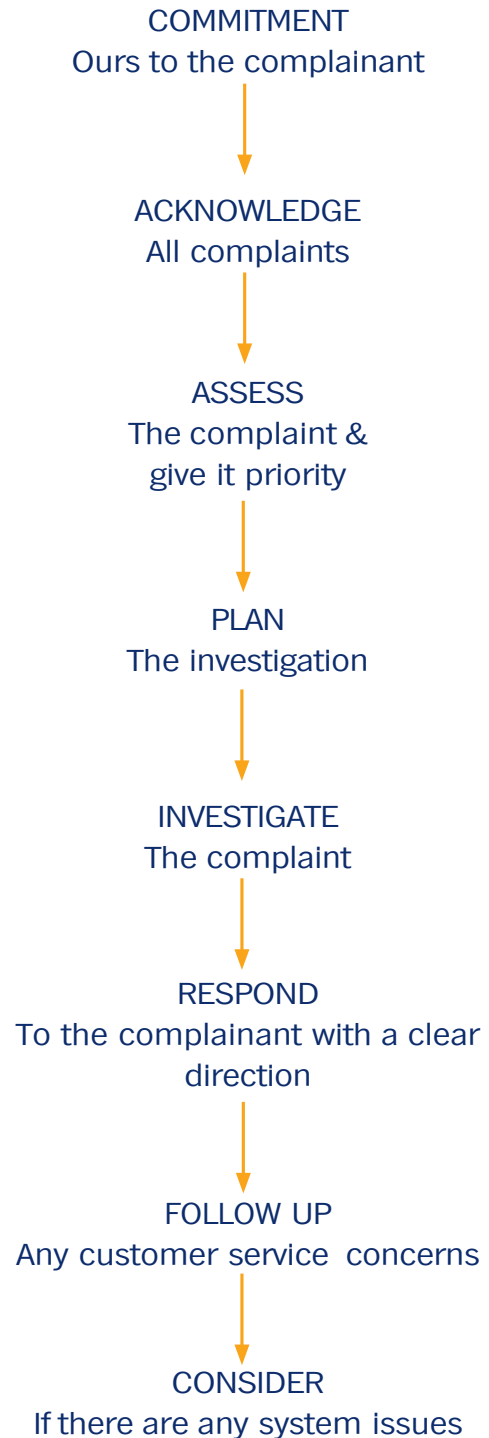 COMMITMENT
Ours to the complainant
ACKNOWLEDGE
All complaints
ASSESS
The complaint &
give it priority
PLAN
The investigation
INVESTIGATE
The complaint
RESPOND
To the complainant with a clear
direction
FOLLOW UP
Any customer service concerns
CONSIDER
If there are any system issues